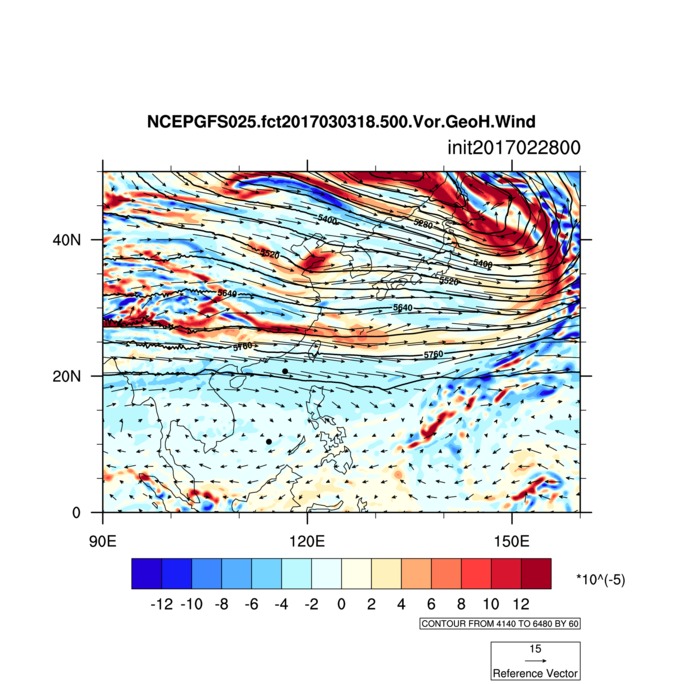 NCEPGFS025.fct2017030318.500.Vor.GeoH.Wind
init2017022800
40N
20N
0
90E 120E 150E
5400
5280
5520
5400
5520
5640
5640
5760
5760
-12 -10 -8 -6 -4 -2 0 2 4 6 8 10 12
*10^(-5)
CONTOUR FROM 4140 TO 6480 BY 60
15
Reference Vector